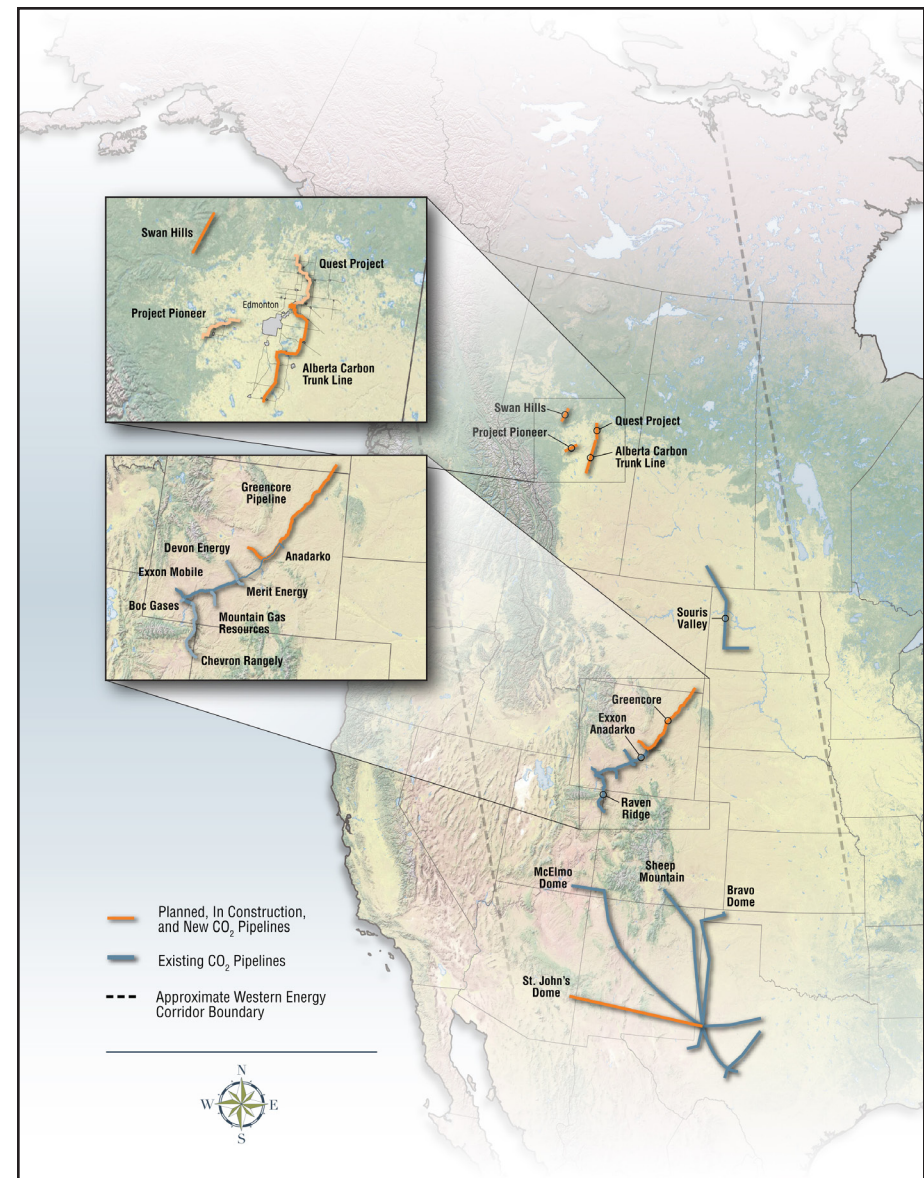 Swan Hills
Quest Project
Edmonton
Project Pioneer
Alberta Carbon
Trunk Line
Swan Hills
Quest Project
Project Pioneer
Alberta Carbon
Trunk Line
Greencore
Pipeline
Devon Energy
Anadarko
Exxon Mobile
Merit Energy
Boc Gases
Mountain Gas
Resources
Chevron Rangely
Souris
Valley
Greencore
Exxon
Anadarko
Raven
Ridge
McElmo
Dome
Sheep
Mountain
Bravo
Dome
St. John's
Dome
Planned, In Construction,
and New CO₂ Pipelines
Existing CO₂ Pipelines
Approximate Western Energy
Corridor Boundary
N
W
E
S